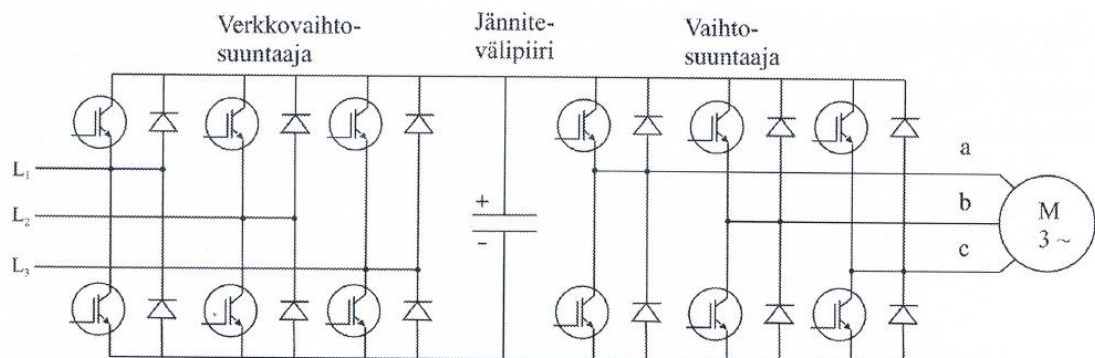 Verkkovaihto-
suuntaaja
Jännite-
välipiiri
Vaihto-
suuntaaja
L1
L2
L3
+
-
a
b
c
M
3 ~